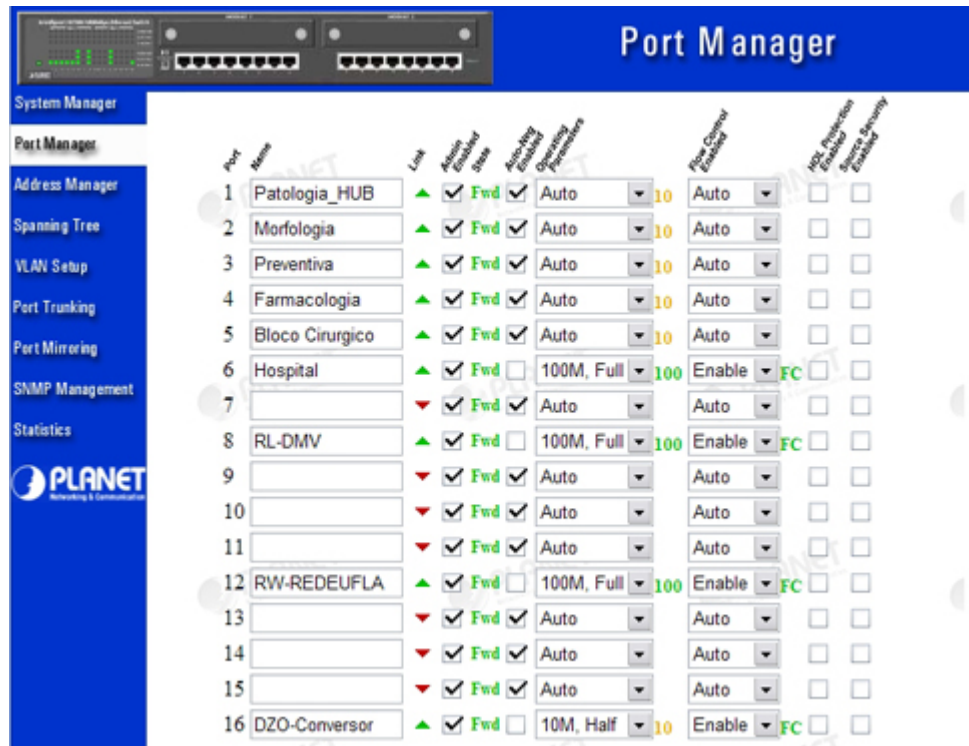 Port Manager
System Manager
Port Manager
Address Manager
Spanning Tree
VLAN Setup
Port Trunking
Port Mirroring
SNMP Management
Statistics
PLANET
Networking & Communication
Port Name Link Admin Enabled State Auto-Neg Enabled Operating Parameters Flow Control Enabled HOL Protection Enabled Source Security Enabled
1 Patologia_HUB Fwd Auto 10 Auto
2 Morfologia Fwd Auto 10 Auto
3 Preventiva Fwd Auto 10 Auto
4 Farmacologia Fwd Auto 10 Auto
5 Bloco Cirurgico Fwd Auto 10 Auto
6 Hospital Fwd 100M, Full 100 Enable FC
7 Fwd Auto Auto
8 RL-DMV Fwd 100M, Full 100 Enable FC
9 Fwd Auto Auto
10 Fwd Auto Auto
11 Fwd Auto Auto
12 RW-REDEUFLA Fwd 100M, Full 100 Enable FC
13 Fwd Auto Auto
14 Fwd Auto Auto
15 Fwd Auto Auto
16 DZO-Conversor Fwd 10M, Half 10 Enable FC